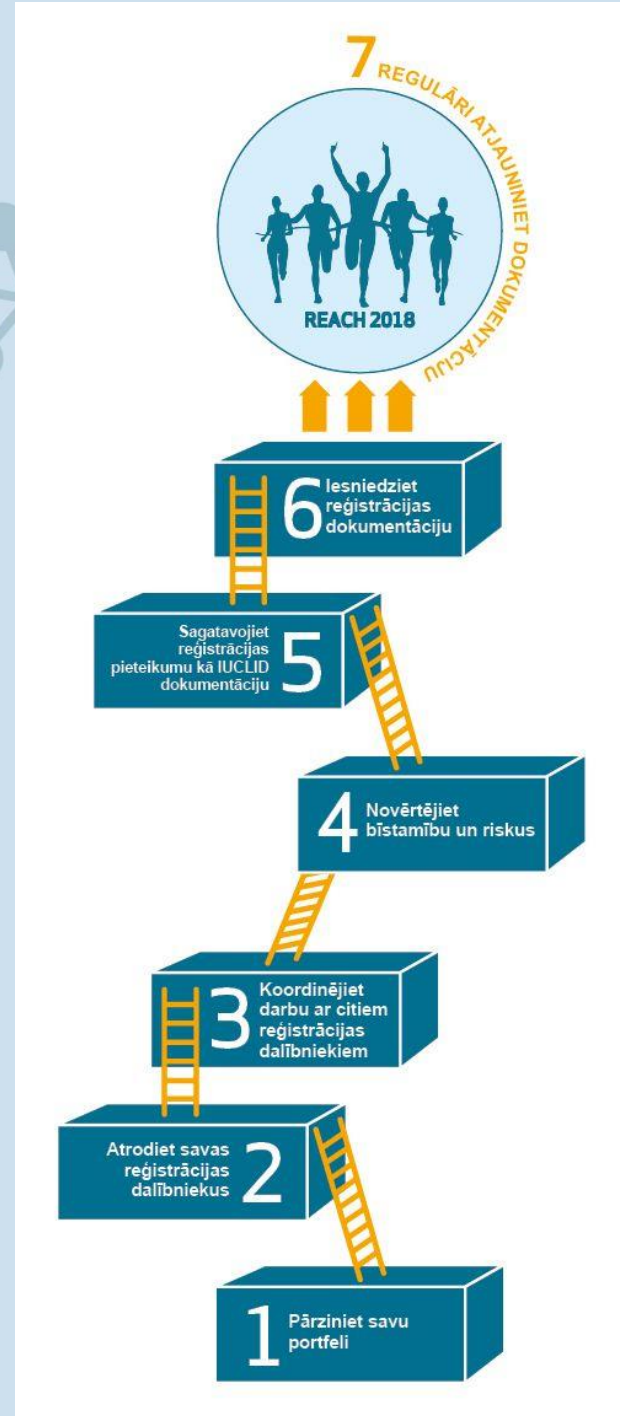 7 REGULĀRI ATJAUNINIET DOKUMENTĀCIJU
REACH 2018
6
Iesniedziet
reģistrācijas
dokumentāciju
Sagatavojiet
reģistrācijas
pieteikumu kā IUCLID
dokumentāciju
5
4
Novērtējiet
bīstamību un riskus
3
Koordinējiet
darbu ar citiem
reģistrācijas
dalībniekiem
Atrodiet savas
reģistrācijas
dalībniekus
2
1
Pārziniet savu
portfeli